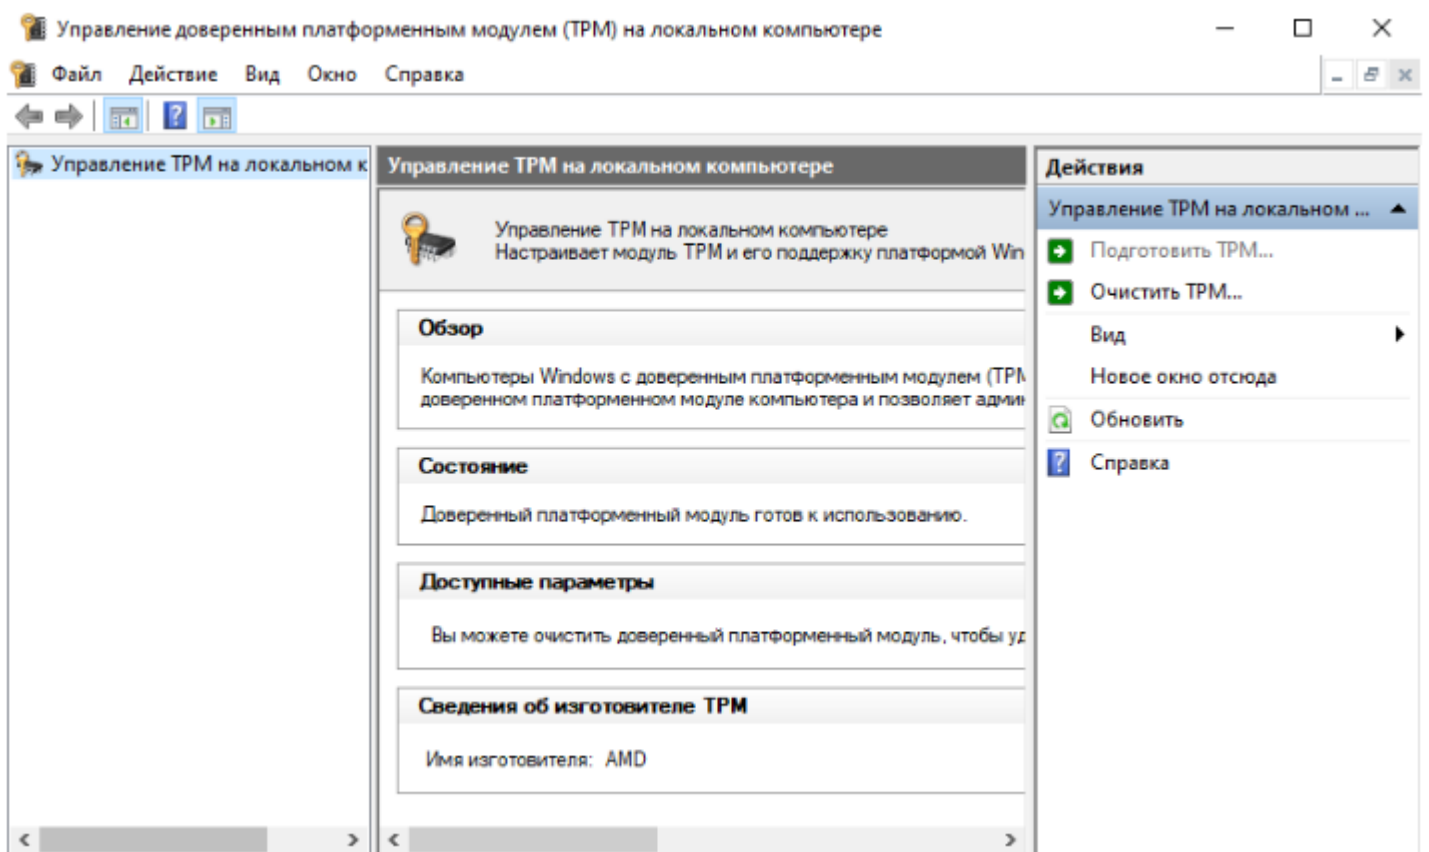 Управление доверенным платформенным модулем (TPM) на локальном компьютере
Файл Действие Вид Окно Справка
Управление TPM на локальном к
Управление TPM на локальном компьютере
Управление TPM на локальном компьютере
Настраивает модуль TPM и его поддержку платформой Win
Обзор
Компьютеры Windows с доверенным платформенным модулем (TPM
доверенном платформенном модуле компьютера и позволяет админ
Состояние
Доверенный платформенный модуль готов к использованию.
Доступные параметры
Вы можете очистить доверенный платформенный модуль, чтобы уд
Сведения об изготовителе TPM
Имя изготовителя: AMD
Действия
Управление TPM на локальном ...
Подготовить TPM...
Очистить TPM...
Вид
Новое окно отсюда
Обновить
Справка